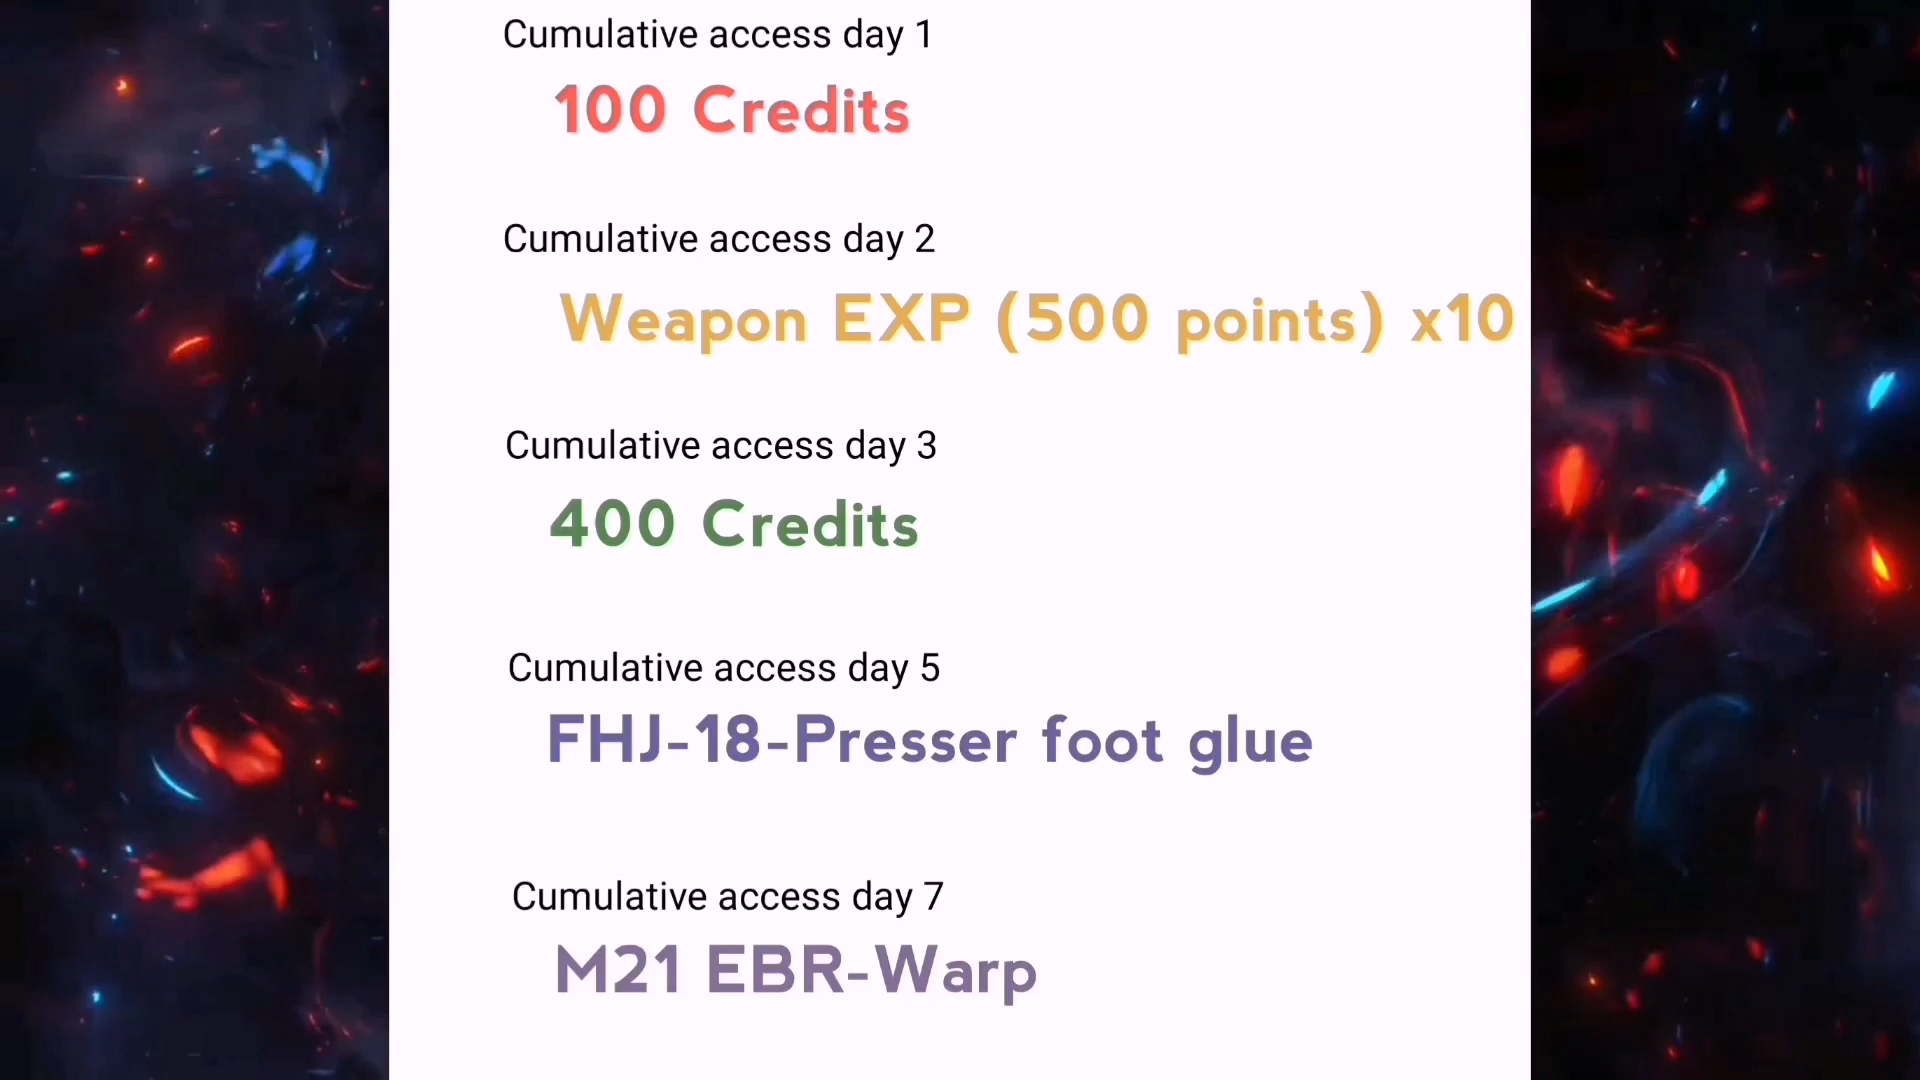 Cumulative access day 1
100 Credits
Cumulative access day 2
Weapon EXP (500 points) x10
Cumulative access day 3
400 Credits
Cumulative access day 5
FHJ-18-Presser foot glue
Cumulative access day 7
M21 EBR-Warp